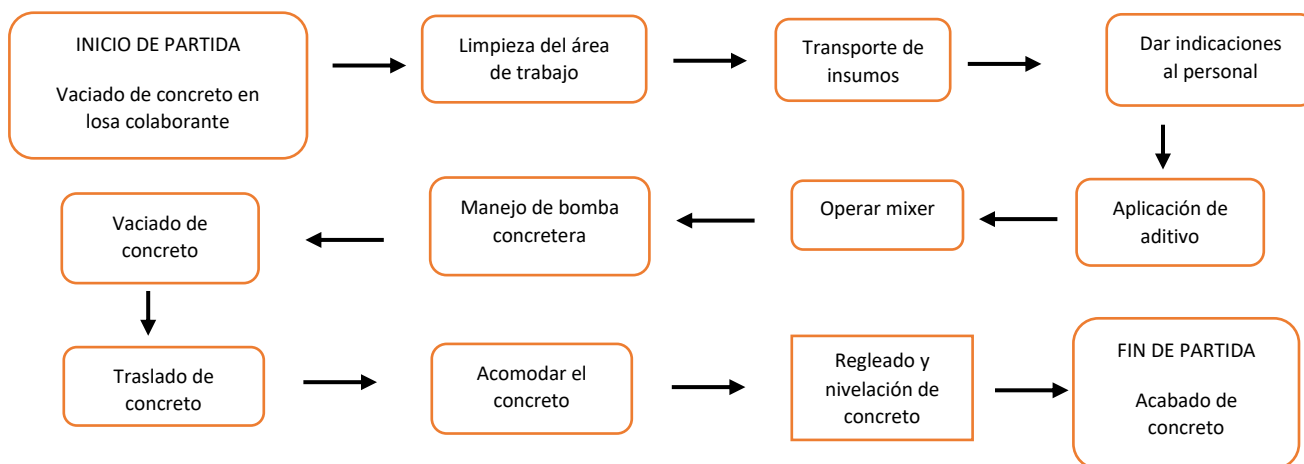 INICIO DE PARTIDA
Vaciado de concreto en
losa colaborante
Limpieza del área
de trabajo
Transporte de
insumos
Dar indicaciones
al personal
Aplicación de
aditivo
Operar mixer
Manejo de bomba
concretera
Vaciado de
concreto
Traslado de
concreto
Acomodar el
concreto
Regleado y
nivelación de
concreto
FIN DE PARTIDA
Acabado de
concreto